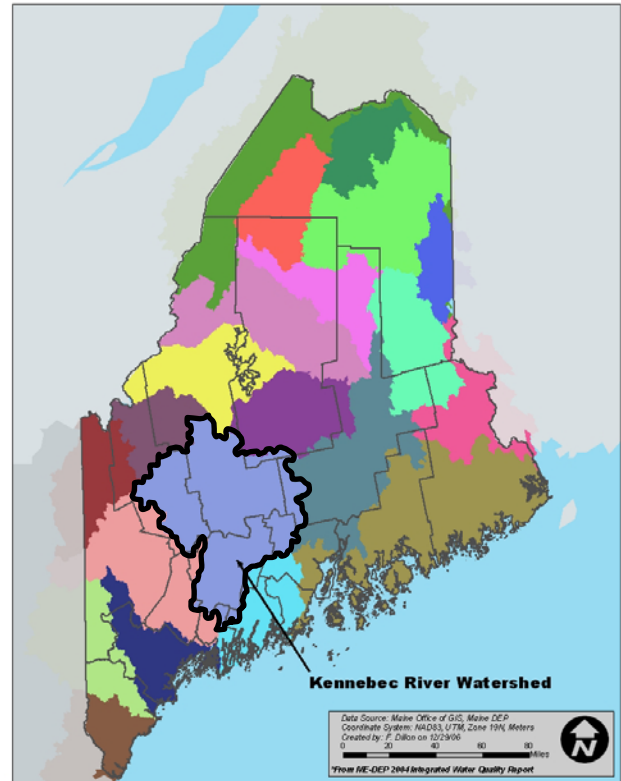 Kennebec River Watershed
Data Source: Maine Office of GIS, Maine DEP
Coordinate System: NAD83, UTM, Zone 19N, Meters
Created by: P. Dillon on 12/29/06
0 20 40 60 80
Miles
N
*From ME-DEP 2004 Integrated Water Quality Report